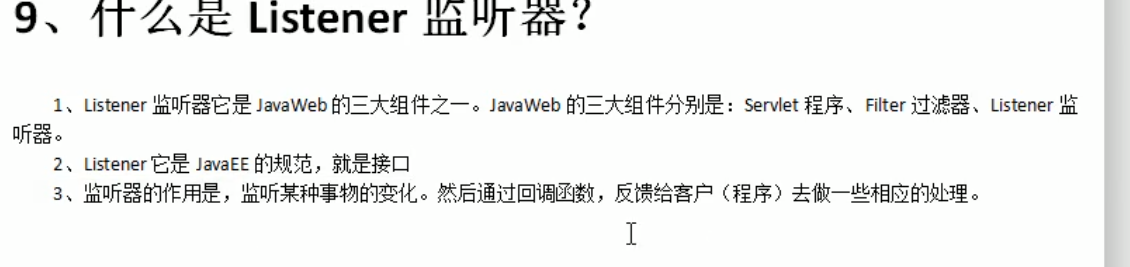 9、什么是 Listener 监听器？
1、Listener 监听器它是 JavaWeb 的三大组件之一。JavaWeb 的三大组件分别是：Servlet 程序、Filter 过滤器、Listener 监
听器。
2、Listener 它是 JavaEE 的规范，就是接口
3、监听器的作用是，监听某种事物的变化。然后通过回调函数，反馈给客户（程序）去做一些相应的处理。